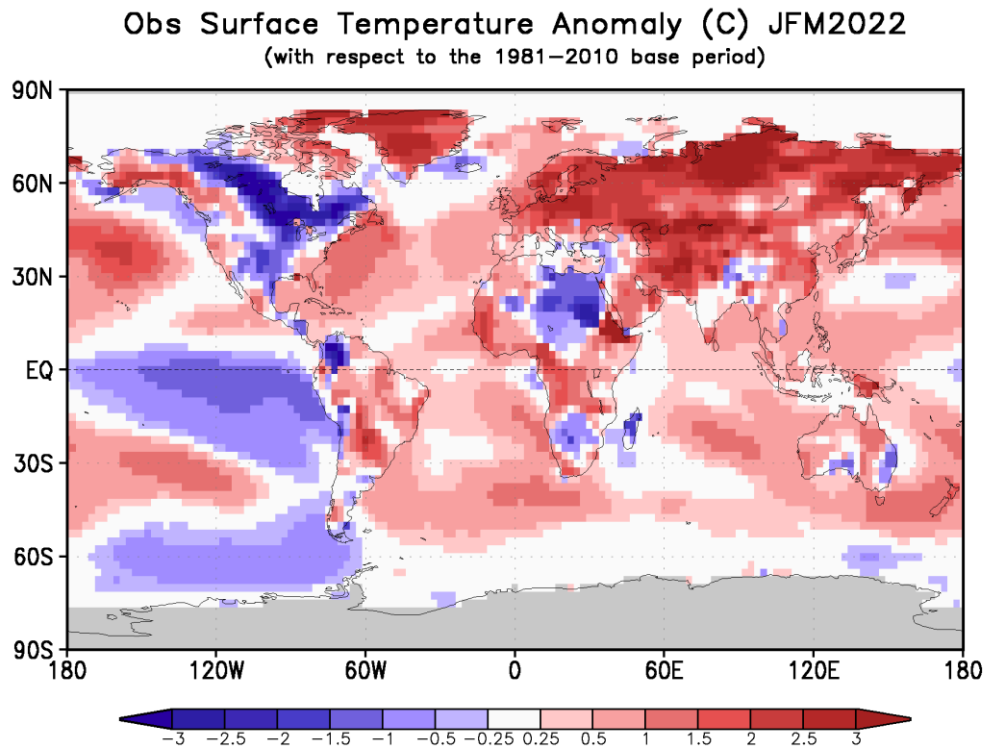 Obs Surface Temperature Anomaly (C) JFM2022
(with respect to the 1981−2010 base period)
90N
60N
30N
EQ
30S
60S
90S
180 120W 60W 0 60E 120E 180
−3 −2.5 −2 −1.5 −1 −0.5 −0.25 0.25 0.5 1 1.5 2 2.5 3